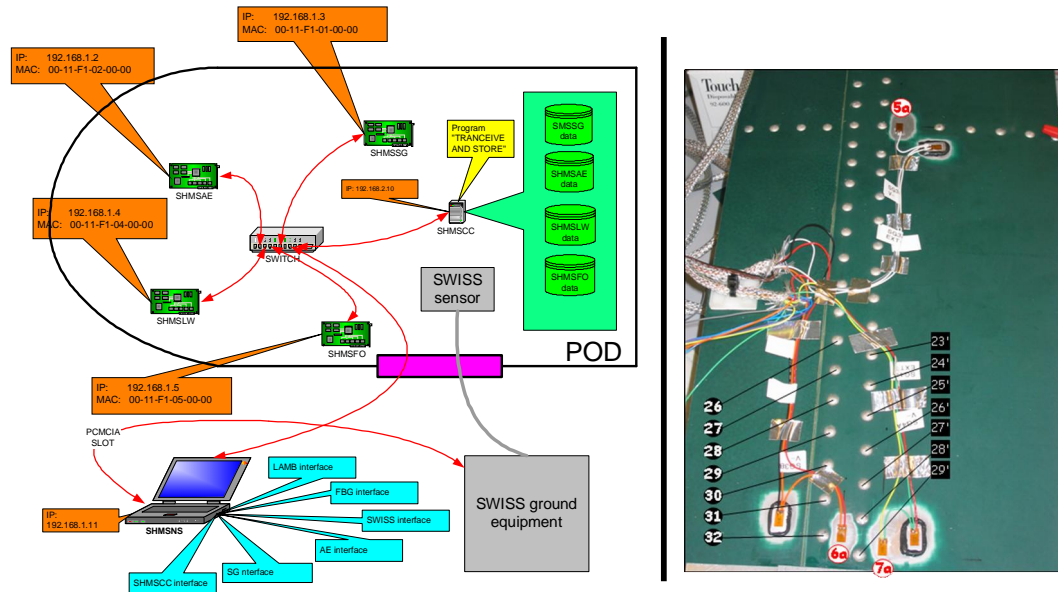 IP: 192.168.1.3
MAC: 00-11-F1-01-00-00
IP: 192.168.1.2
MAC: 00-11-F1-02-00-00
SHMSSG
Program
"TRANCEIVE
AND STORE"
SMSSG
data
SHMSAE
data
SHMSLW
data
SHMSFO
data
SHMSAE
IP: 192.168.2.10
SHMSCC
IP: 192.168.1.4
MAC: 00-11-F1-04-00-00
SWITCH
SWISS
sensor
SHMSLW
SHMSFO
POD
IP: 192.168.1.5
MAC: 00-11-F1-05-00-00
PCMCIA
SLOT
LAMB interface
FBG interface
SWISS interface
AE interface
SG nterface
SHMSCC interface
IP:
192.168.1.11
SHMSNS
SWISS ground
equipment
Touch
5a
23'
24'
25'
26'
27'
28'
29'
26
27
28
29
30
31
32
6a
7a